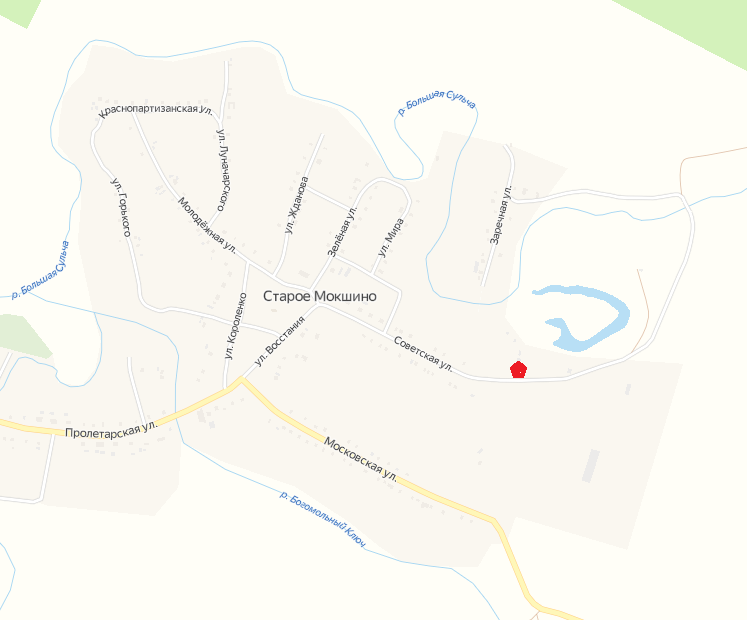 р. Большая Сульча
Краснопартизанская ул.
ул. Луначарского
ул. Горького
Молодёжная ул.
ул. Жданова
Зелёная ул.
ул. Мира
Заречная ул.
р. Большая Сульча
Старое Мокшино
ул. Короленко
ул. Восстания
Советская ул.
Пролетарская ул.
Московская ул.
р. Богомольный Ключ